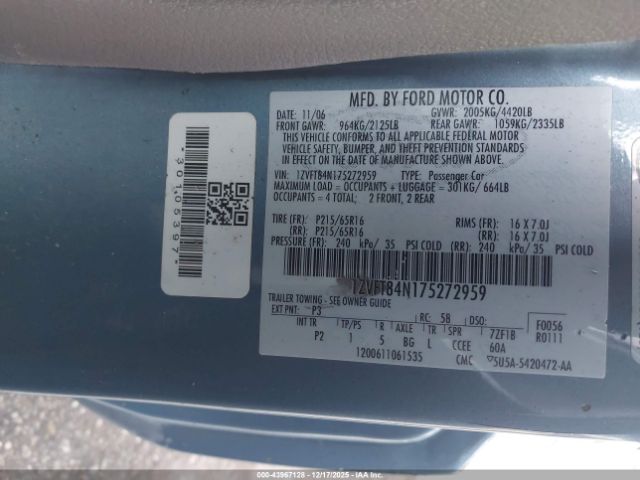 MFD. BY FORD MOTOR CO.
DATE: 11/06 GVWR: 2005KG/4420LB
FRONT GAWR: 964KG/2125LB REAR GAWR: 1059KG/2335LB
THIS VEHICLE CONFORMS TO ALL APPLICABLE FEDERAL MOTOR
VEHICLE SAFETY, BUMPER, AND THEFT PREVENTION STANDARDS
IN EFFECT ON THE DATE OF MANUFACTURE SHOWN ABOVE.
VIN: 1ZVFT84N175272959 TYPE: Passenger Car
MAXIMUM LOAD = OCCUPANTS + LUGGAGE = 301KG/ 664LB
OCCUPANTS = 4 TOTAL; 2 FRONT, 2 REAR
TIRE (FR): P215/65R16 RIMS (FR): 16 X 7.0J
(RR): P215/65R16 (RR): 16 X 7.0J
PRESSURE (FR): 240 kPa/ 35 PSI COLD (RR): 240 kPa/ 35 PSI COLD
1ZVFT84N175272959
TRAILER TOWING - SEE OWNER GUIDE
EXT PNT: P3 RC: 58 DSO: F0056
INT TR TP/PS R AXLE TR SPR 7ZF1B R0111
P2 1 5 BG L CCEE 60A
1200611061535 CMC 5U5A-5420472-AA
-30105397-
000-43967128 - 12/17/2025 - IAA Inc.